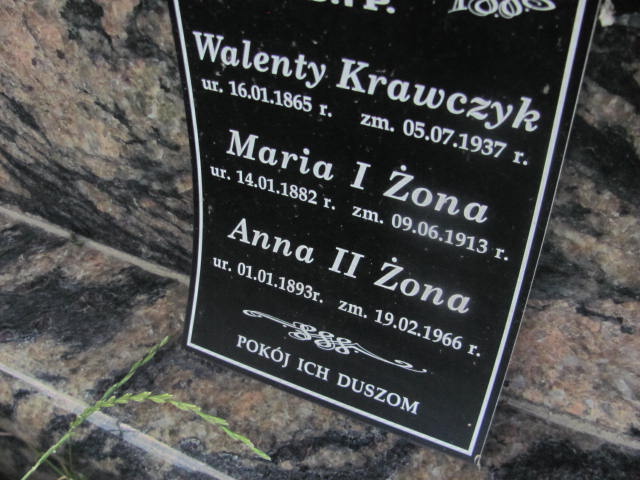 Walenty Krawczyk
ur. 16.01.1865 r. zm. 05.07.1937 r.
Maria I Żona
ur. 14.01.1882 r. zm. 09.06.1913 r.
Anna II Żona
ur. 01.01.1893r. zm. 19.02.1966 r.
POKÓJ ICH DUSZOM